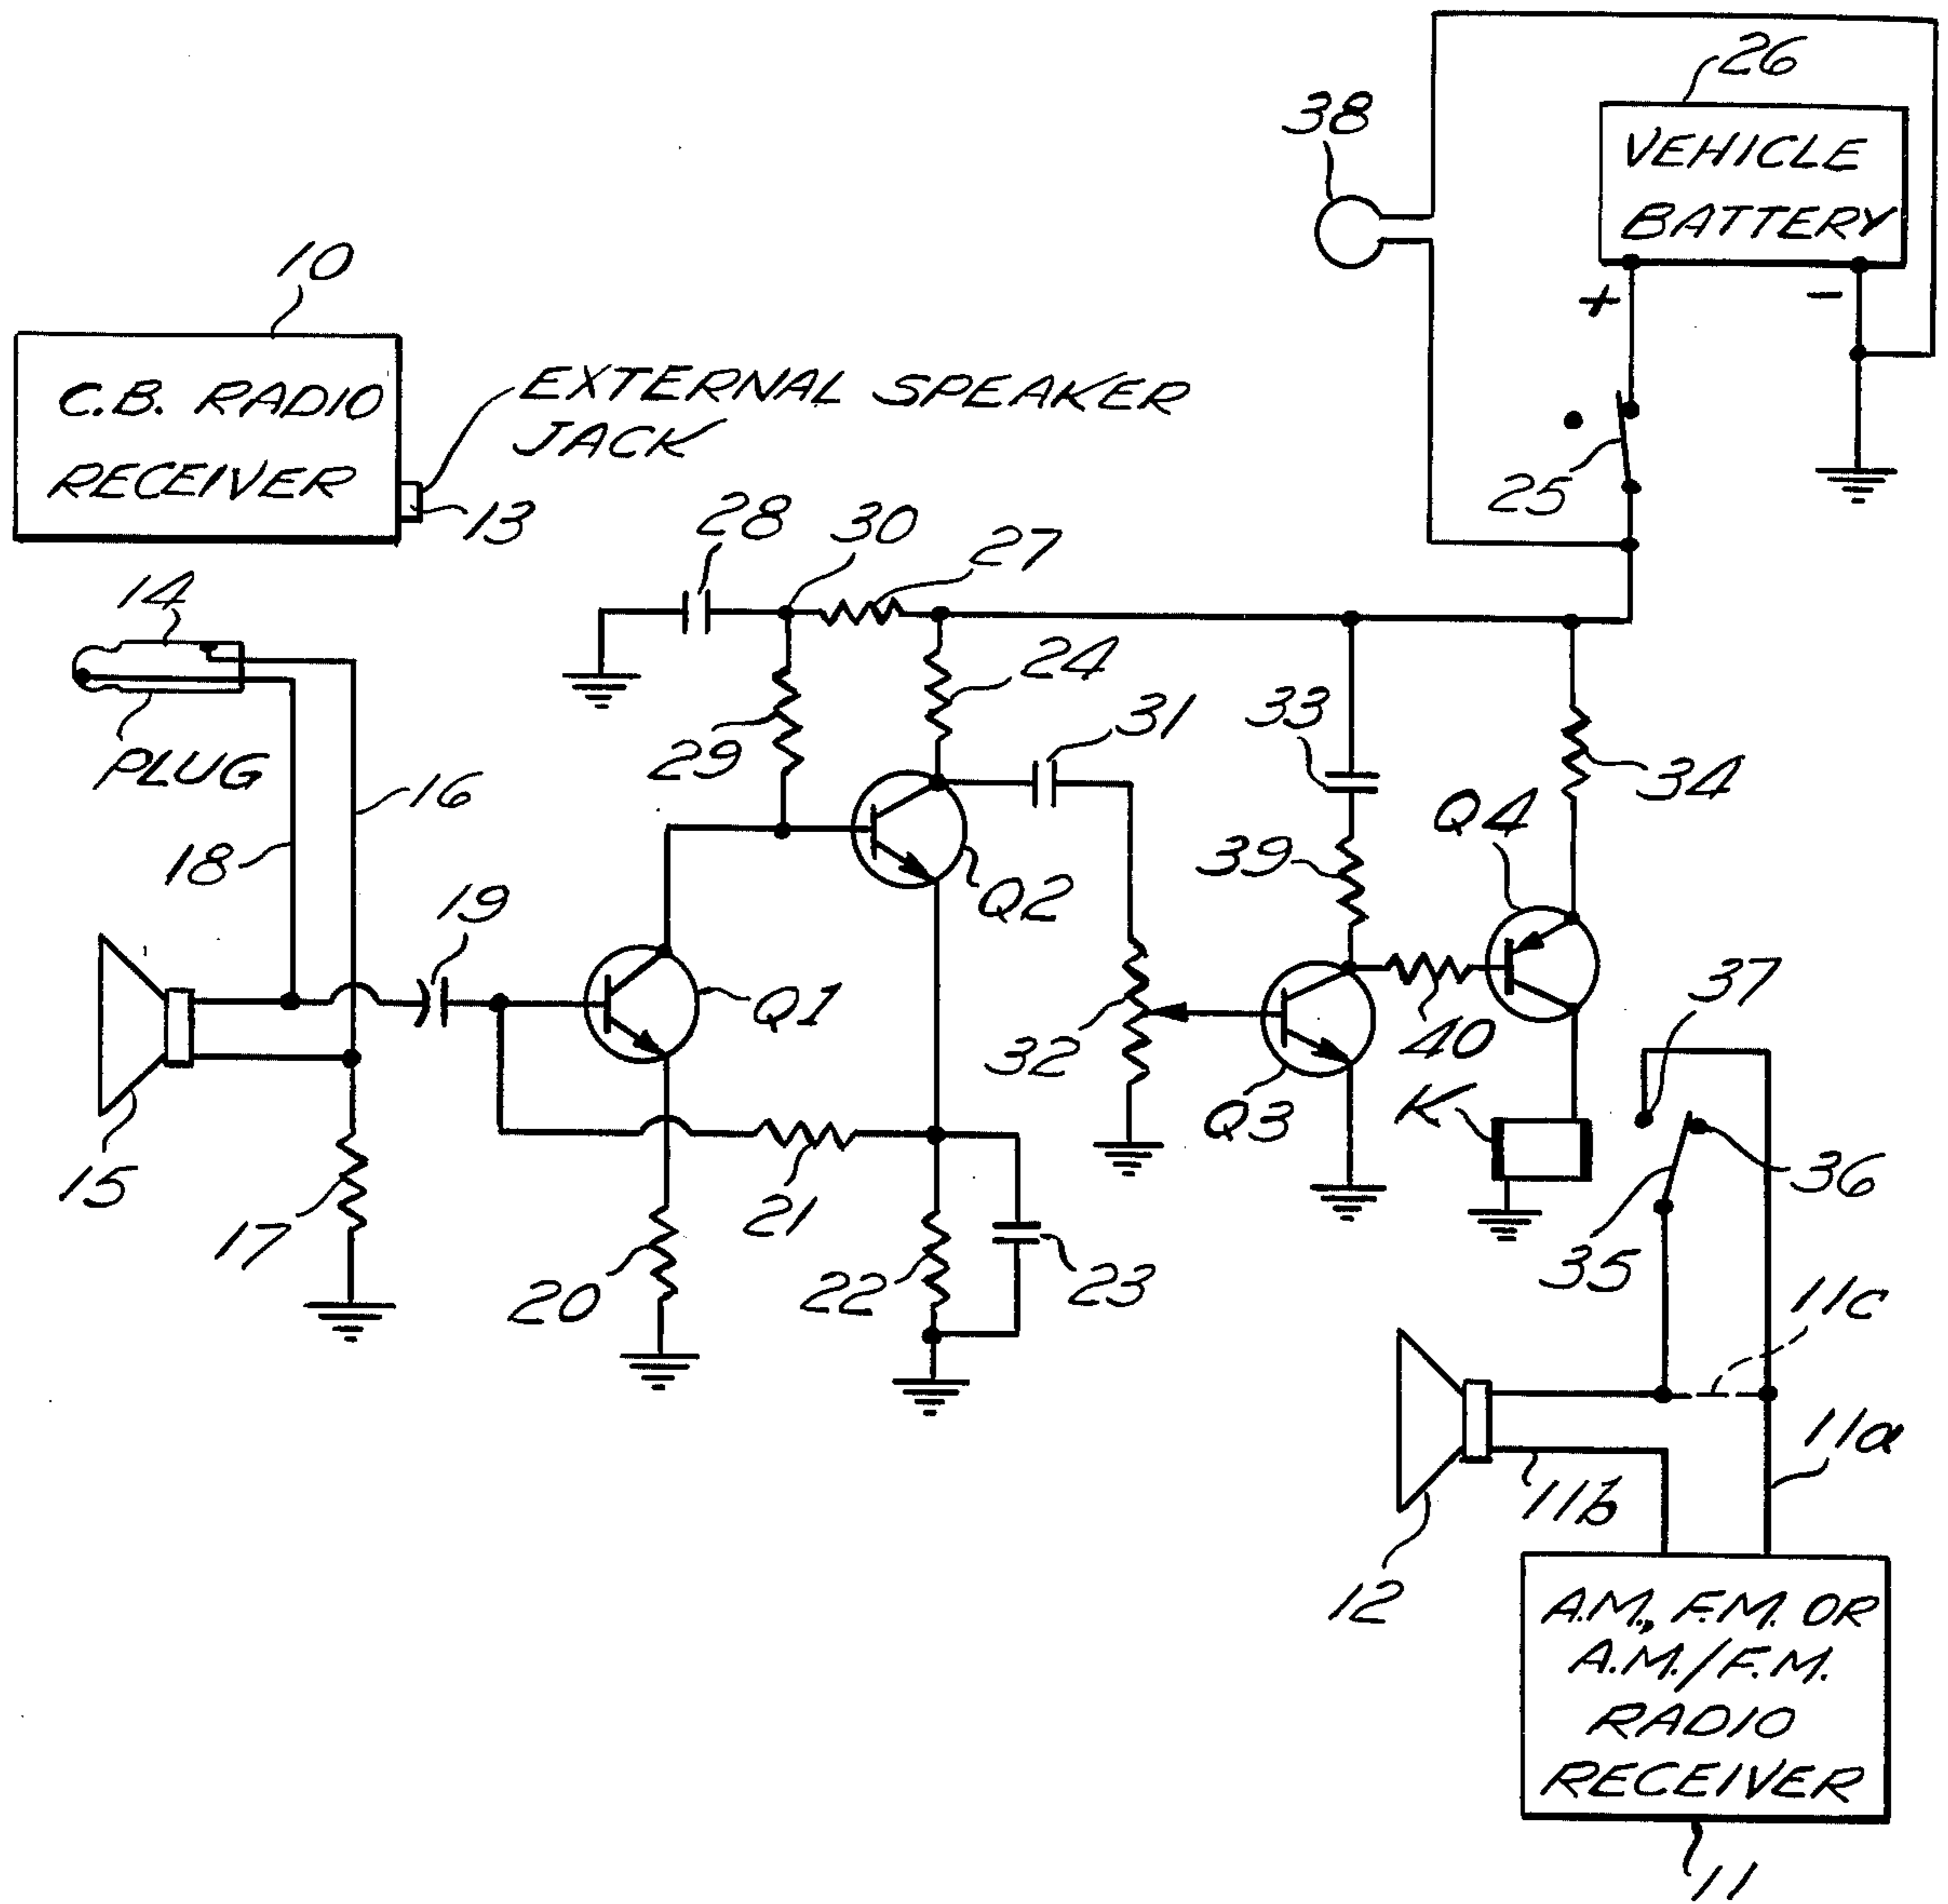 26
VEHICLE
BATTERY
+
-
38
10
C.B. RADIO
RECEIVER
EXTERNAL SPEAKER
JACK
13
25
28
30
27
14
PLUG
29
24
31
33
34
16
18
19
39
Q4
Q2
Q1
32
40
37
Q3
K
36
15
17
21
20
22
23
35
11c
11a
11b
12
A.M., F.M. OR
A.M./F.M.
RADIO
RECEIVER
11